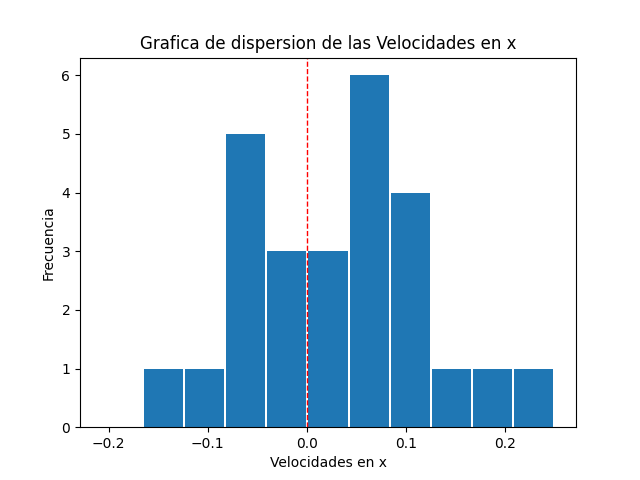 Grafica de dispersion de las Velocidades en x
6
5
4
3
2
1
0
Frecuencia
−0.2 −0.1 0.0 0.1 0.2
Velocidades en x